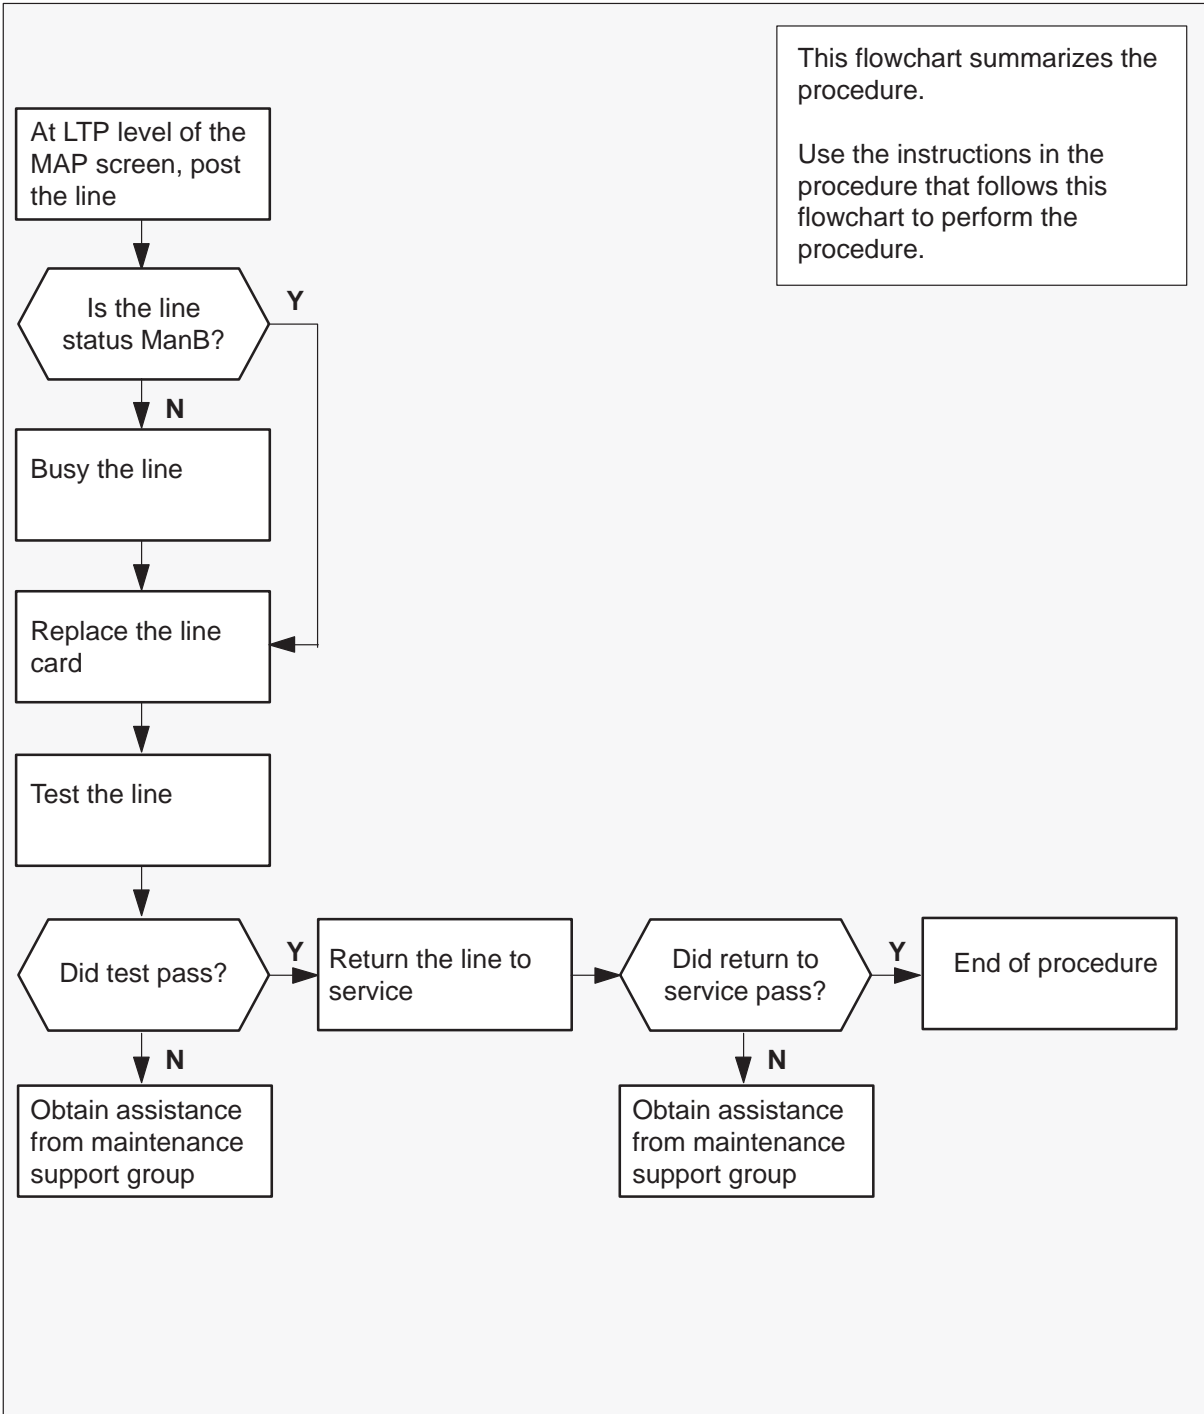 This flowchart summarizes the
procedure.
Use the instructions in the
procedure that follows this
flowchart to perform the
procedure.
At LTP level of the
MAP screen, post
the line
Is the line
status ManB?
Y
N
Busy the line
Replace the line
card
Test the line
Did test pass?
Y
Return the line to
service
Did return to
service pass?
Y
End of procedure
N
Obtain assistance
from maintenance
support group
N
Obtain assistance
from maintenance
support group